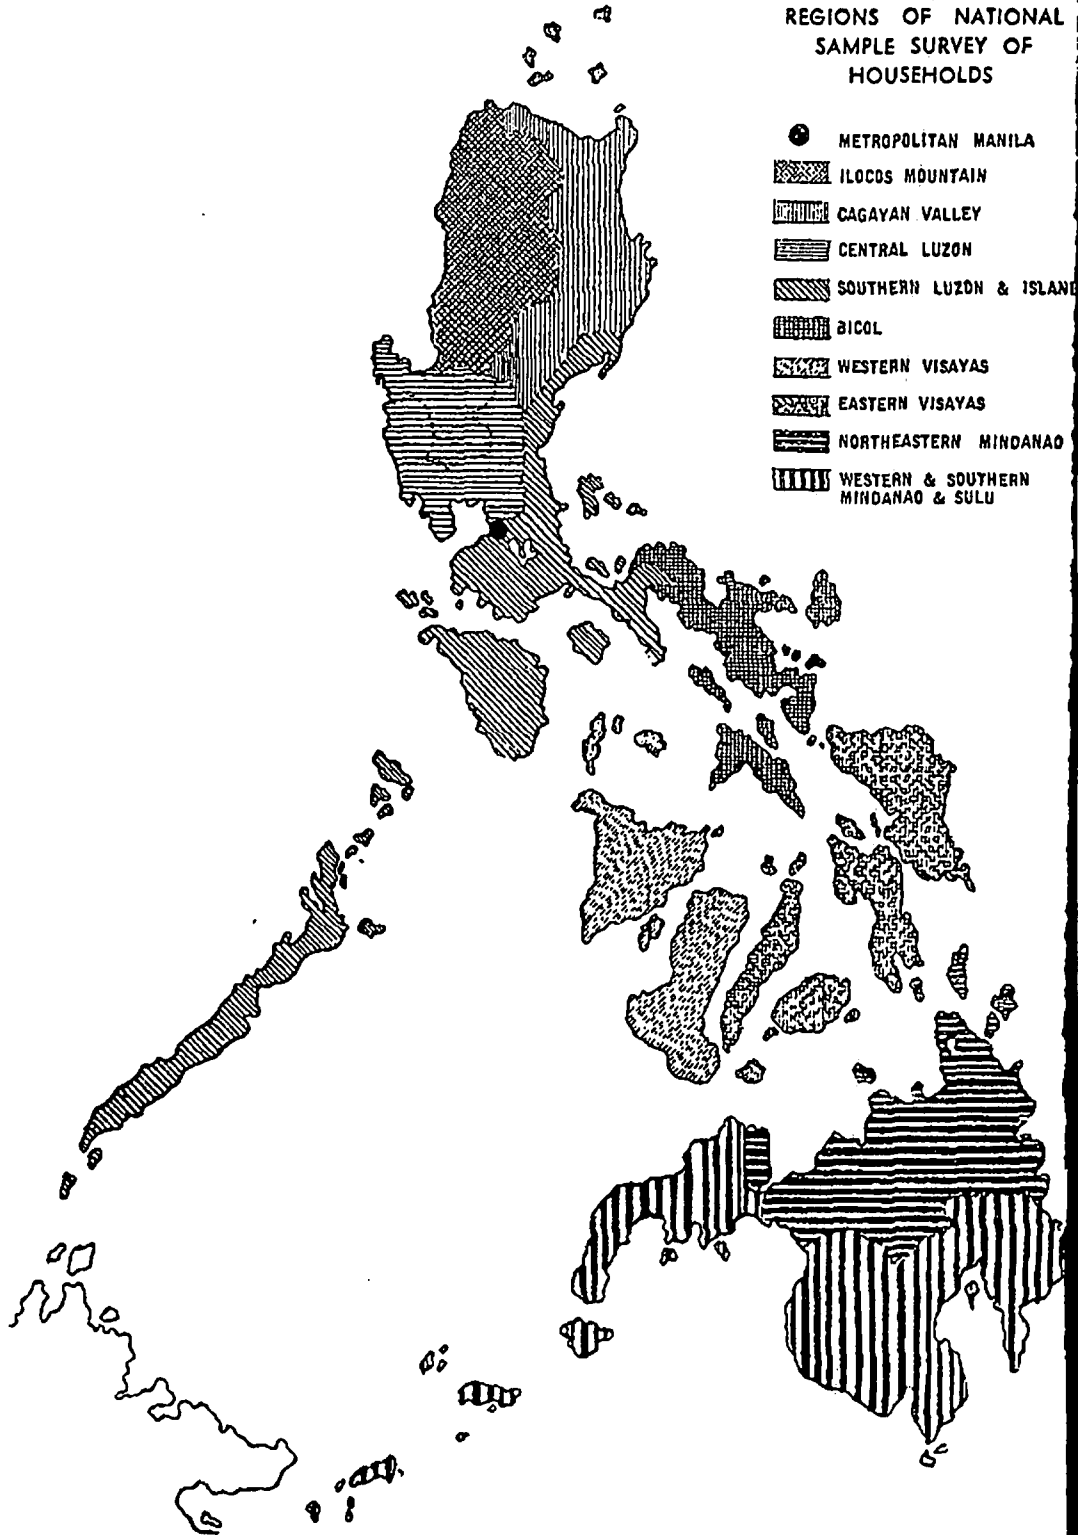 REGIONS OF NATIONAL
SAMPLE SURVEY OF
HOUSEHOLDS
METROPOLITAN MANILA
ILOCOS MOUNTAIN
CAGAYAN VALLEY
CENTRAL LUZON
SOUTHERN LUZON & ISLAND
BICOL
WESTERN VISAYAS
EASTERN VISAYAS
NORTHEASTERN MINDANAO
WESTERN & SOUTHERN
MINDANAO & SULU